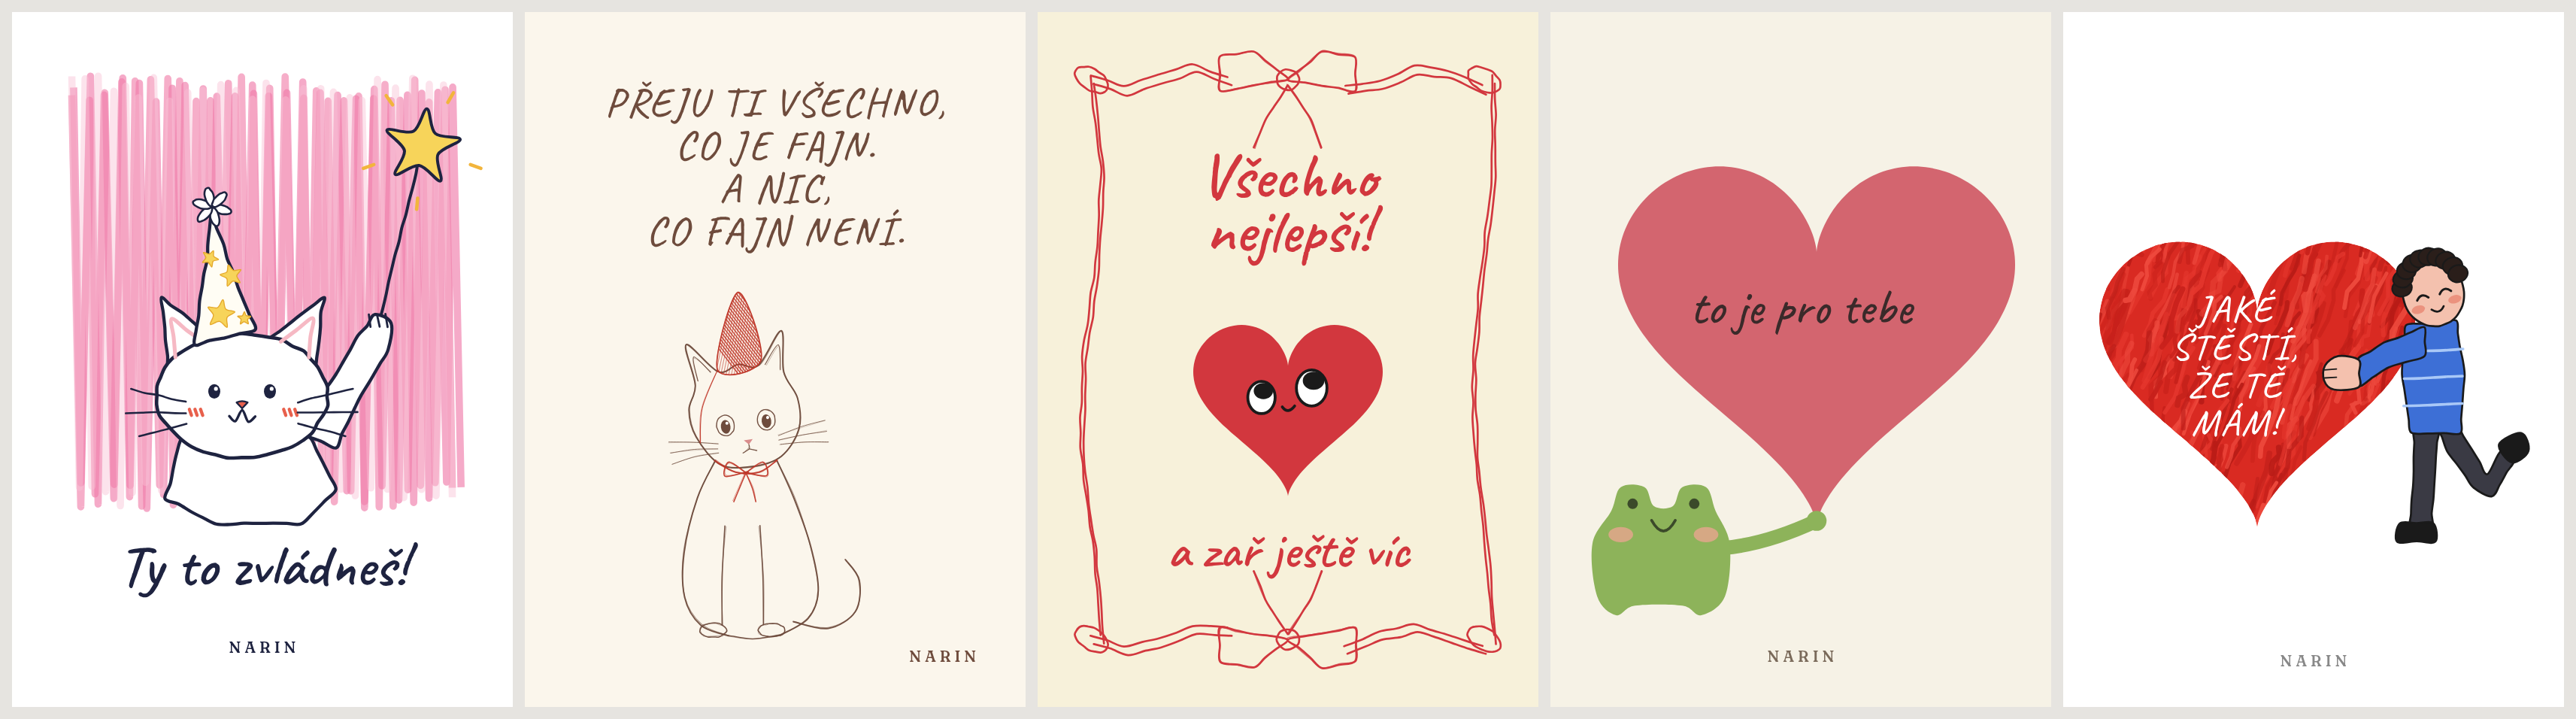 Ty to zvládneš!
NARIN
PŘEJU TI VŠECHNO,
CO JE FAJN.
A NIC,
CO FAJN NENÍ.
NARIN
Všechno
nejlepší!
a zař ještě víc
to je pro tebe
NARIN
JAKÉ
ŠTĚSTÍ,
ŽE TĚ
MÁM!
NARIN